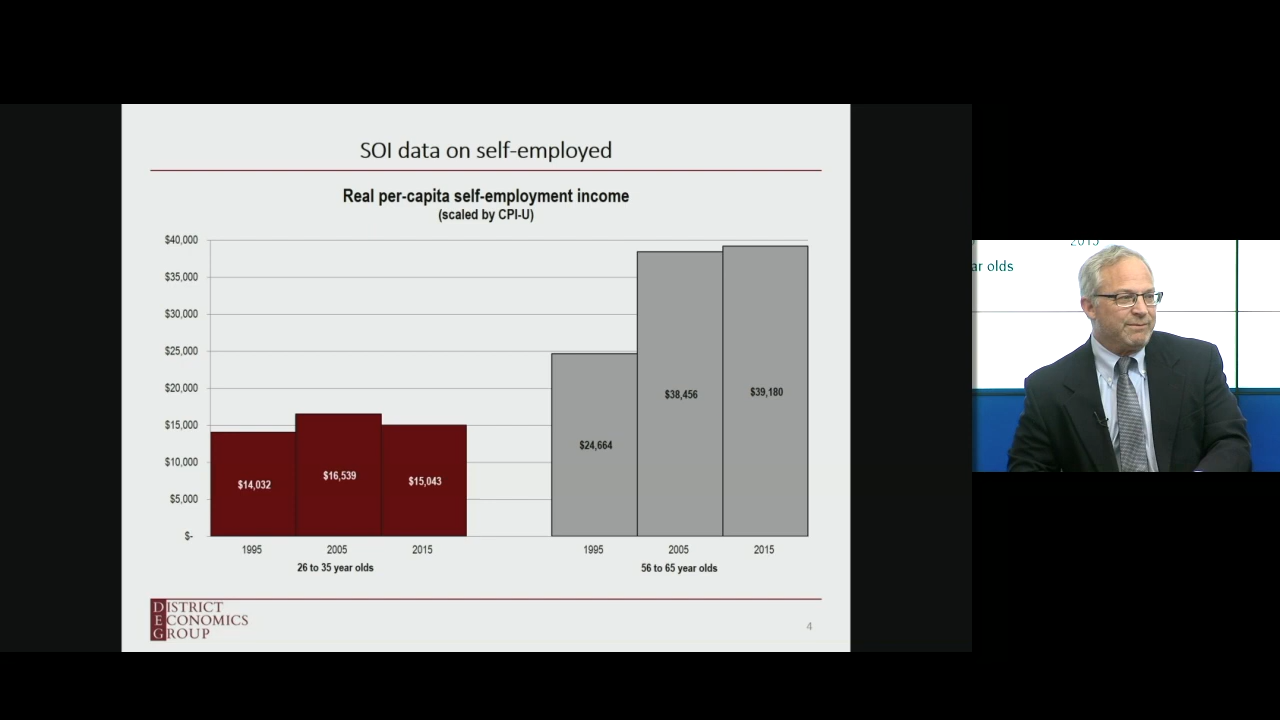 SOI data on self-employed
Real per-capita self-employment income
(scaled by CPI-U)
$40,000
$35,000
$30,000
$25,000
$20,000
$15,000
$10,000
$5,000
$-
$14,032
$16,539
$15,043
$24,664
$38,456
$39,180
1995
2005
2015
1995
2005
2015
26 to 35 year olds
56 to 65 year olds
DISTRICT
ECONOMICS
GROUP
4
2015
ar olds